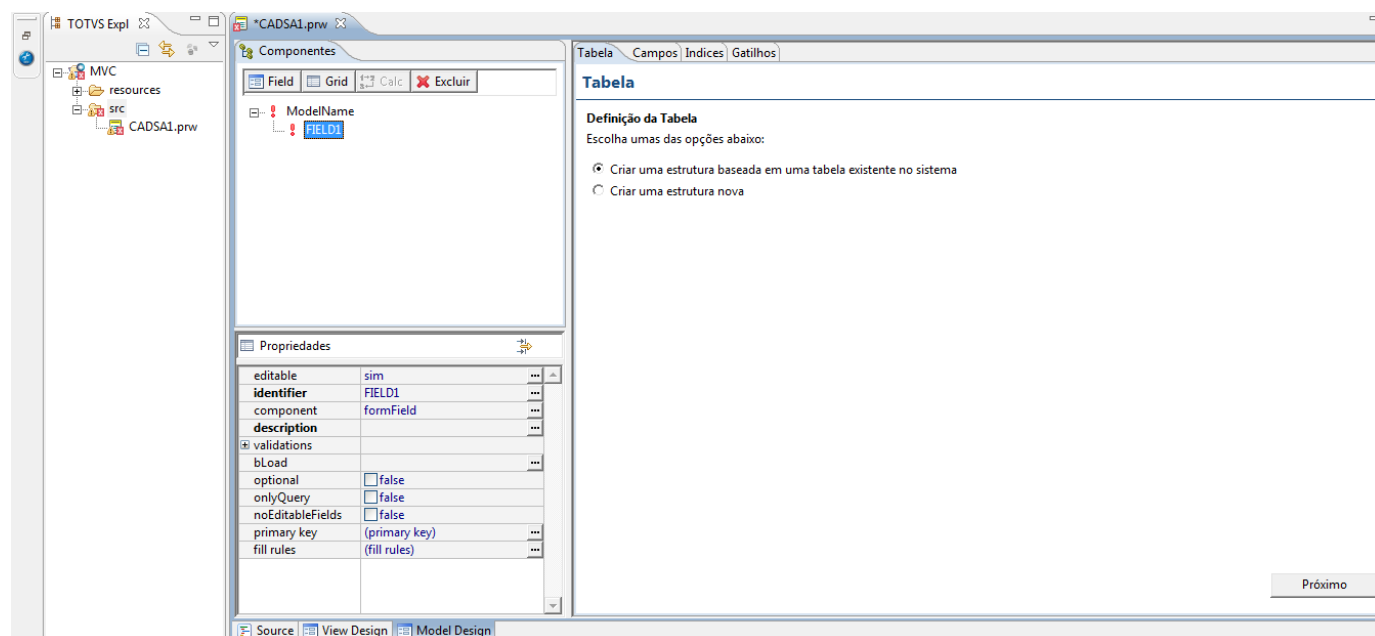 TOTVS Expl
MVC
resources
src
CADSA1.prw
*CADSA1.prw
Componentes
Field Grid Calc Excluir
ModelName
FIELD1
Propriedades
editable sim ...
identifier FIELD1 ...
component formField ...
description ...
validations
bLoad ...
optional false
onlyQuery false
noEditableFields false
primary key (primary key) ...
fill rules (fill rules) ...
Source View Design Model Design
Tabela Campos Indices Gatilhos
Tabela
Definição da Tabela
Escolha umas das opções abaixo:
Criar uma estrutura baseada em uma tabela existente no sistema
Criar uma estrutura nova
Próximo